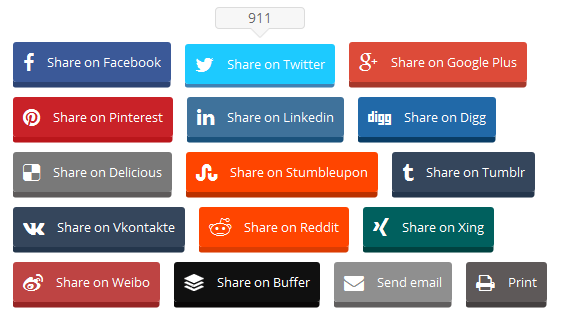 911
Share on Facebook
Share on Twitter
g+ Share on Google Plus
Share on Pinterest
in Share on Linkedin
digg Share on Digg
Share on Delicious
Share on Stumbleupon
t Share on Tumblr
Share on Vkontakte
Share on Reddit
Share on Xing
Share on Weibo
Share on Buffer
Send email
Print